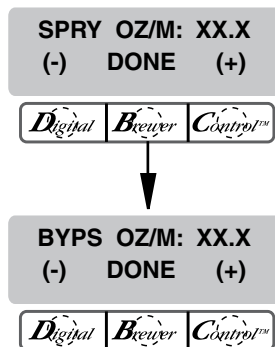 SPRY OZ/M: XX.X
(-) DONE (+)
Digital Brewer Control™
BYPS OZ/M: XX.X
(-) DONE (+)
Digital Brewer Control™